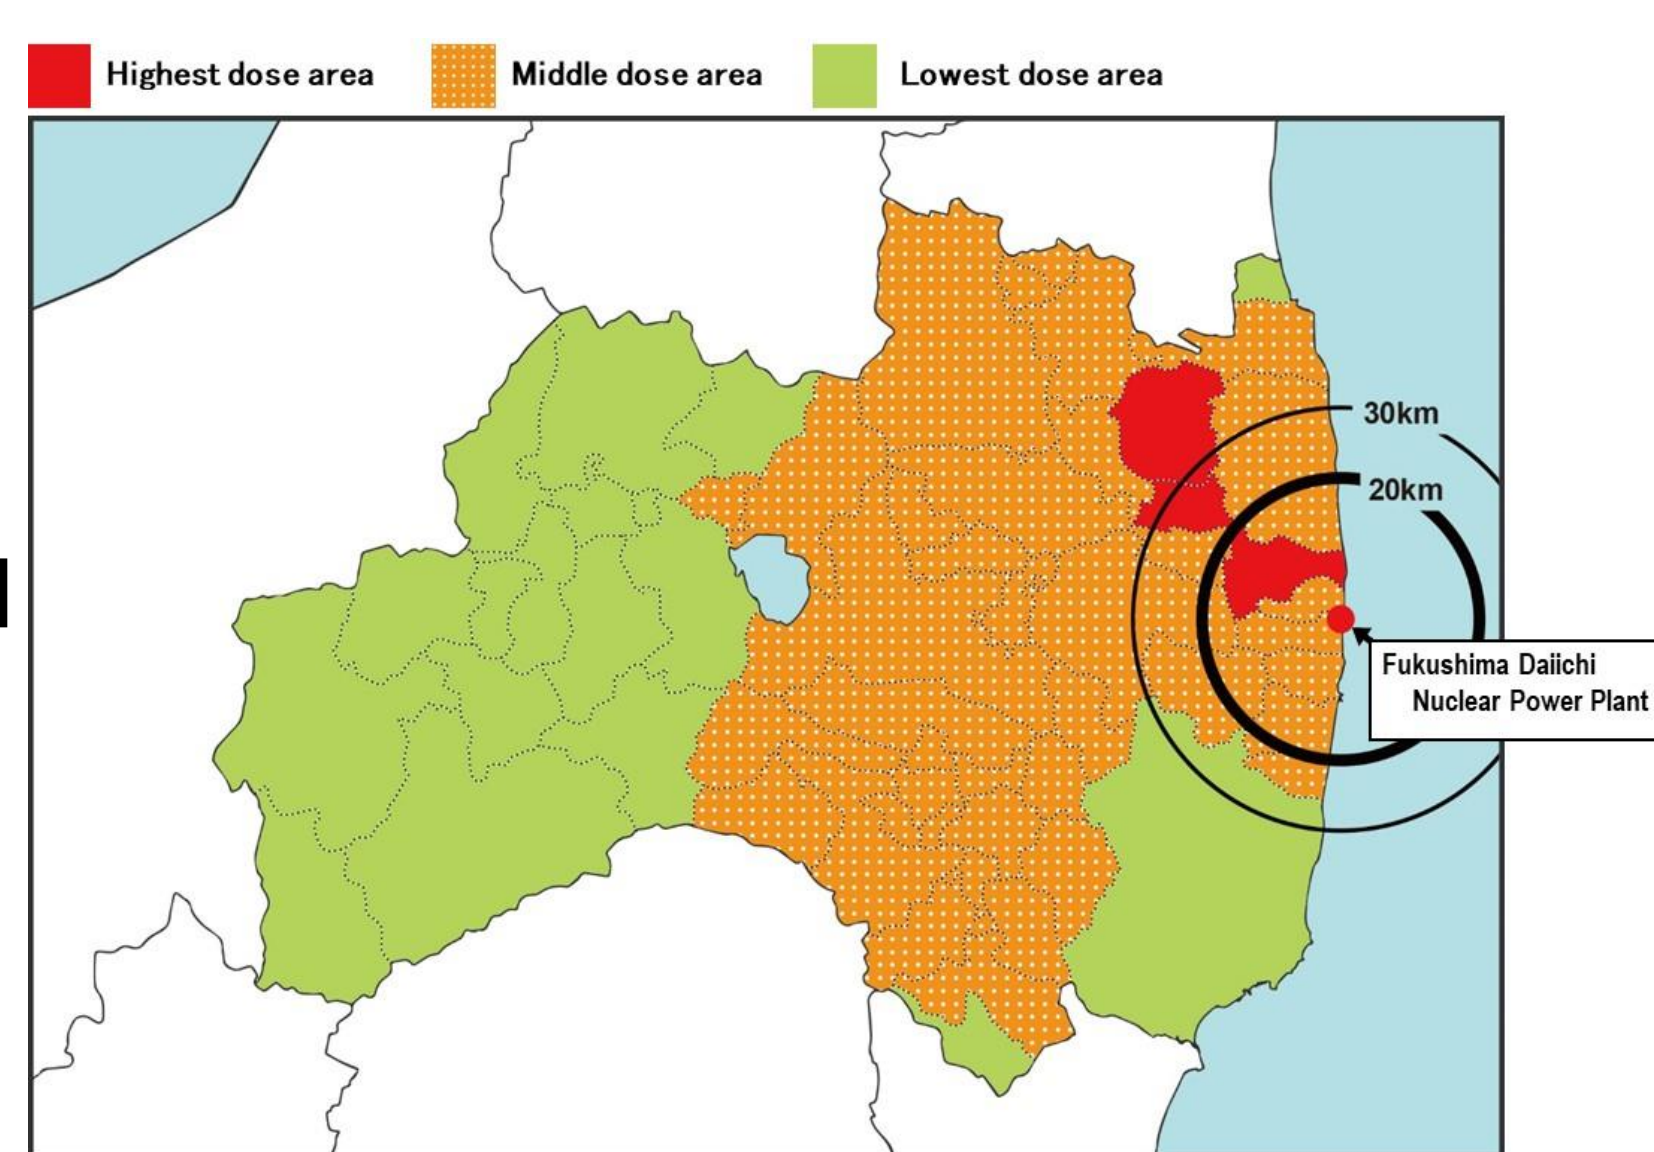 Highest dose area
Middle dose area
Lowest dose area
30km
20km
Fukushima Daiichi
Nuclear Power Plant